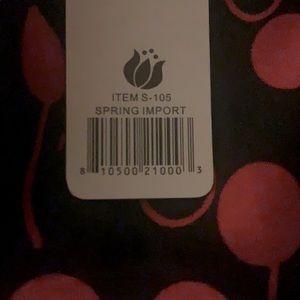 ITEM S-105
SPRING IMPORT
8 10500 21000 3